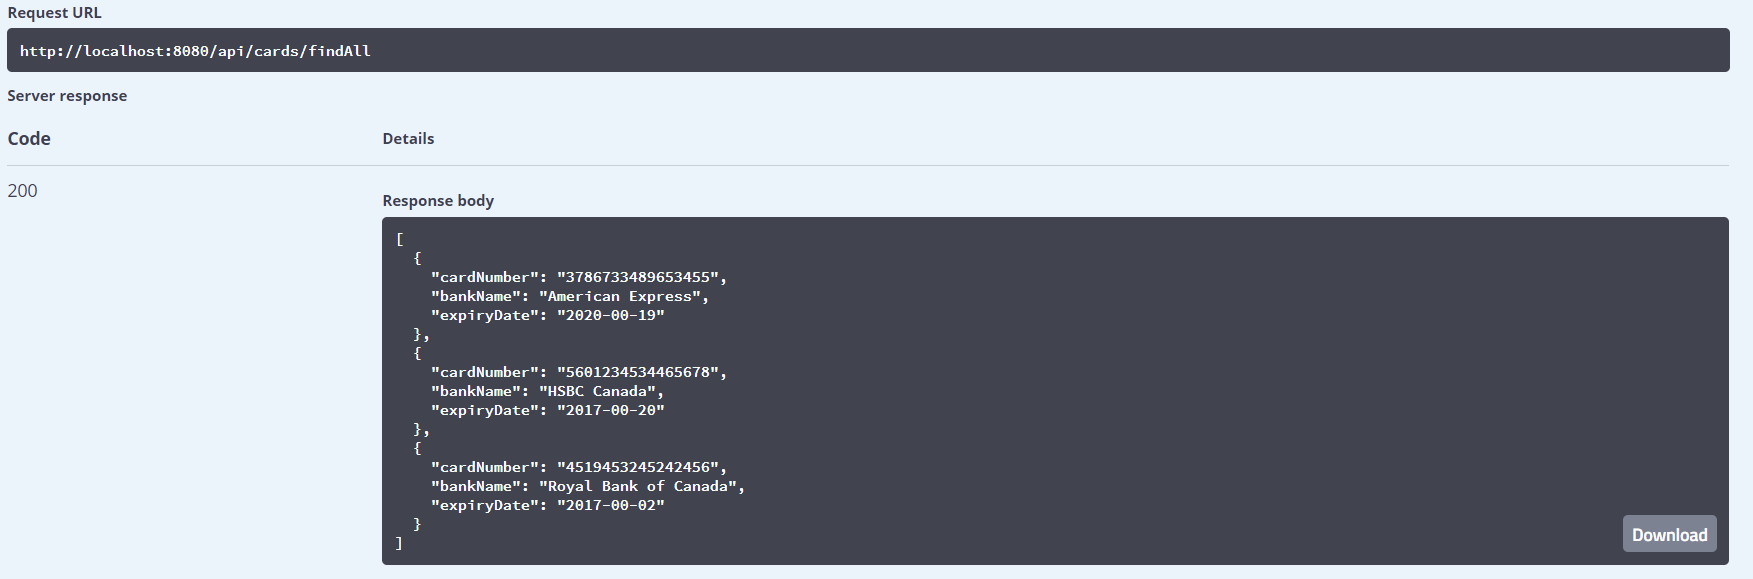 Request URL
http://localhost:8080/api/cards/findAll
Server response
Code Details
200
Response body
[
  {
    "cardNumber": "3786733489653455",
    "bankName": "American Express",
    "expiryDate": "2020-00-19"
  },
  {
    "cardNumber": "5601234534465678",
    "bankName": "HSBC Canada",
    "expiryDate": "2017-00-20"
  },
  {
    "cardNumber": "4519453245242456",
    "bankName": "Royal Bank of Canada",
    "expiryDate": "2017-00-02"
  }
]
Download